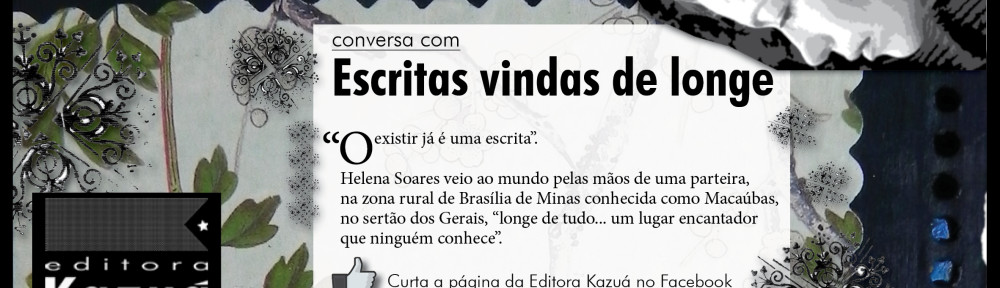 conversa com
Escritas vindas de longe
“O existir já é uma escrita”.
Helena Soares veio ao mundo pelas mãos de uma parteira,
na zona rural de Brasília de Minas conhecida como Macaúbas,
no sertão dos Gerais, “longe de tudo... um lugar encantador
que ninguém conhece”.
Curta a página da Editora Kazuá no Facebook
editora
Kazuá